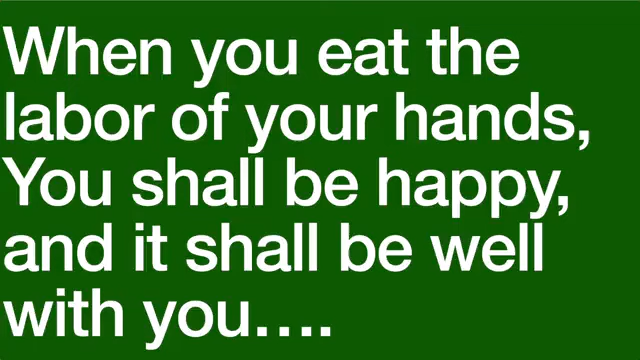 When you eat the
labor of your hands,
You shall be happy,
and it shall be well
with you….